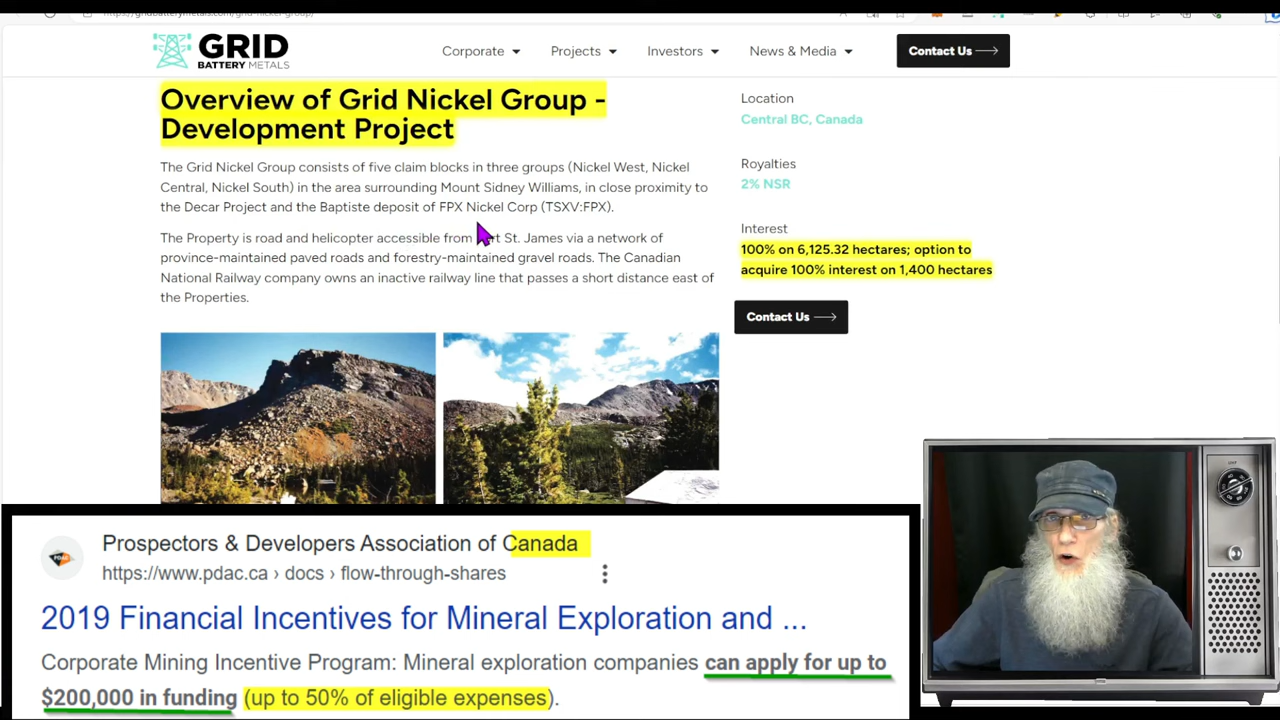 https://gridbatterymetals.com/grid-nickel-group/
GRID
BATTERY METALS
Corporate
Projects
Investors
News & Media
Contact Us
Overview of Grid Nickel Group -
Development Project
The Grid Nickel Group consists of five claim blocks in three groups (Nickel West, Nickel
Central, Nickel South) in the area surrounding Mount Sidney Williams, in close proximity to
the Decar Project and the Baptiste deposit of FPX Nickel Corp (TSXV:FPX).
The Property is road and helicopter accessible from St. James via a network of
province-maintained paved roads and forestry-maintained gravel roads. The Canadian
National Railway company owns an inactive railway line that passes a short distance east of
the Properties.
Location
Central BC, Canada
Royalties
2% NSR
Interest
100% on 6,125.32 hectares; option to
acquire 100% interest on 1,400 hectares
Contact Us
Prospectors & Developers Association of Canada
https://www.pdac.ca › docs › flow-through-shares
2019 Financial Incentives for Mineral Exploration and ...
Corporate Mining Incentive Program: Mineral exploration companies can apply for up to
$200,000 in funding (up to 50% of eligible expenses).